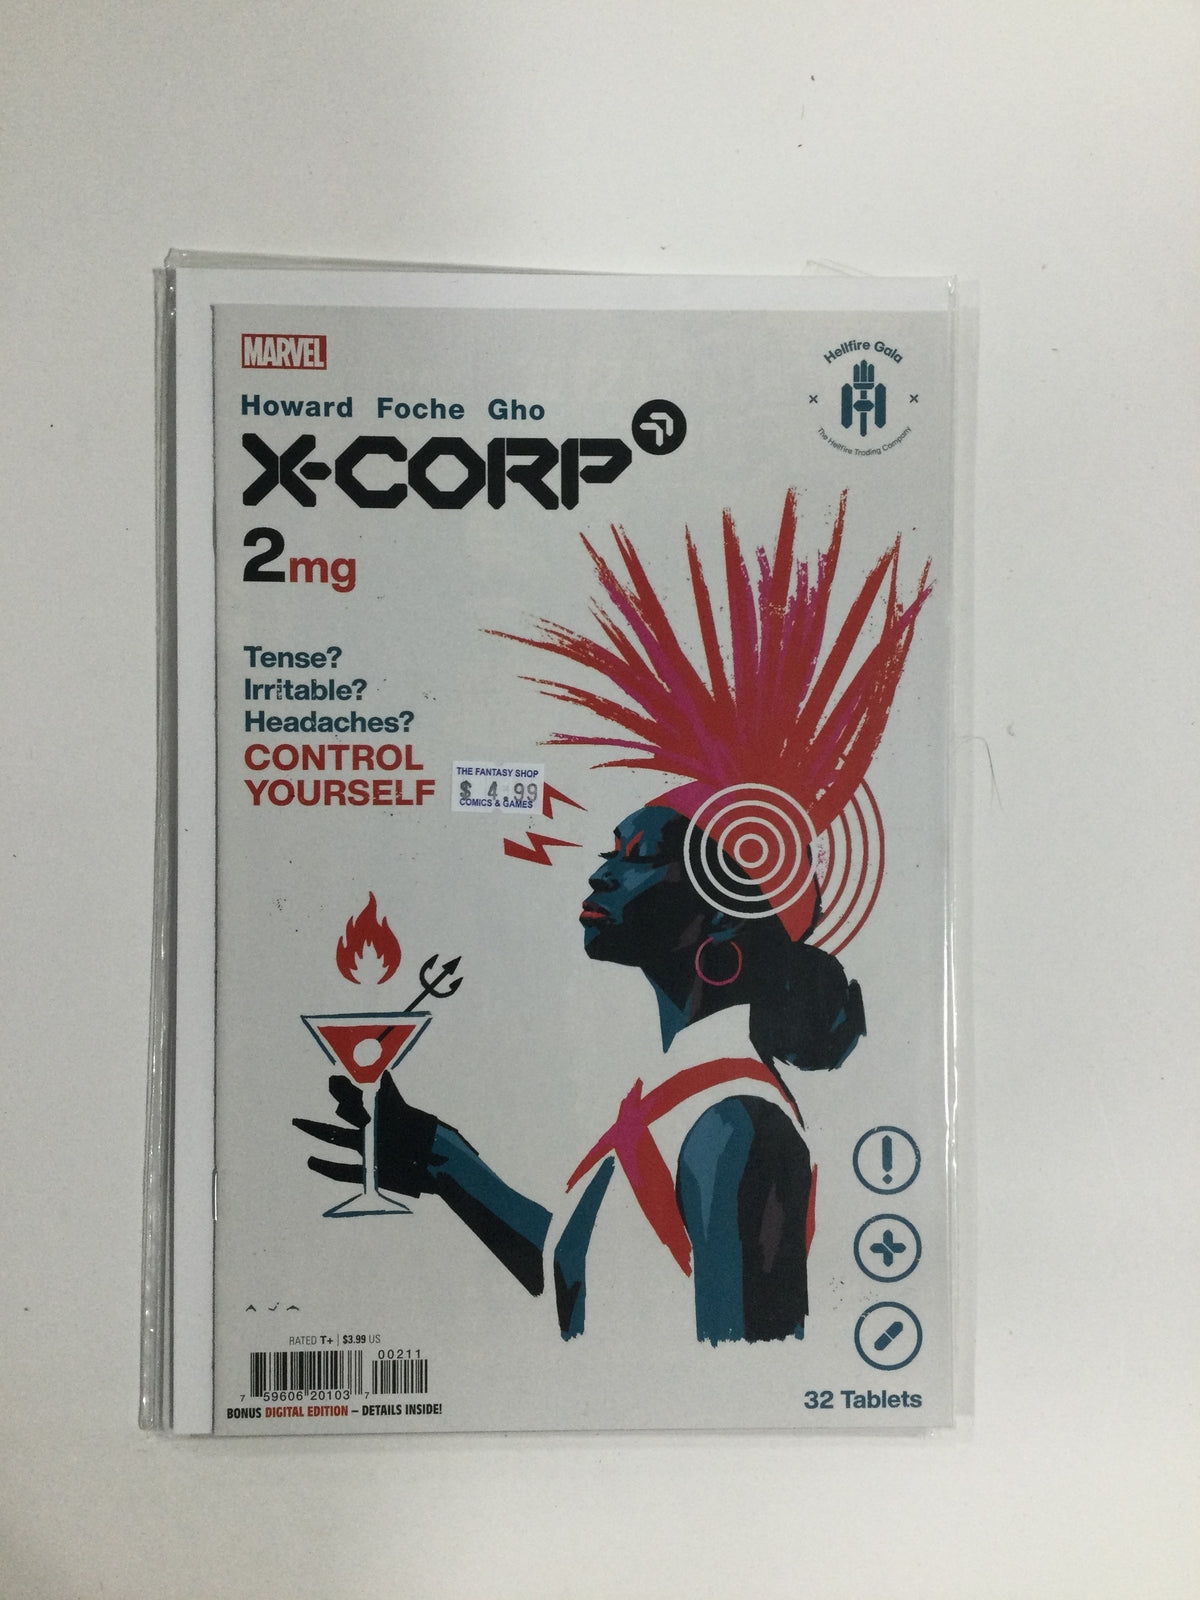 MARVEL
Howard Foche Gho
X-CORP
2mg
Hellfire Gala
The Hellfire Trading Company
Tense?
Irritable?
Headaches?
CONTROL
YOURSELF
THE FANTASY SHOP
$ 4.99
COMICS & GAMES
AJA
RATED T+ | $3.99 US
00211
7 59606 20103 7
BONUS DIGITAL EDITION – DETAILS INSIDE!
32 Tablets